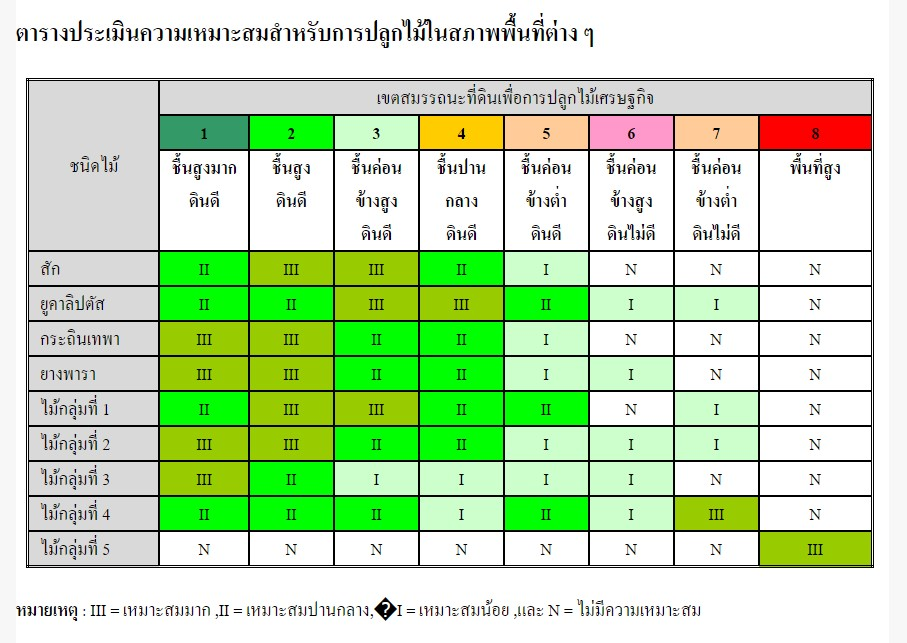 ตารางประเมินความเหมาะสมสำหรับการปลูกไม้ในสภาพพื้นที่ต่าง ๆ
ชนิดไม้
เขตสมรรถนะที่ดินเพื่อการปลูกไม้เศรษฐกิจ
1 2 3 4 5 6 7 8
ชื้นสูงมาก ชื้นสูง ชื้นค่อน ชื้นปาน ชื้นค่อน ชื้นค่อน ชื้นค่อน พื้นที่สูง
ดินดี ดินดี ข้างสูง กลาง ข้างต่ำ ข้างสูง ข้างต่ำ
ดินดี ดินดี ดินดี ดินไม่ดี ดินไม่ดี
สัก II III III II I N N N
ยูคาลิปตัส II II III III II I I N
กระถินเทพา III III II II I N N N
ยางพารา III III II II I I N N
ไม้กลุ่มที่ 1 II III III II II N I N
ไม้กลุ่มที่ 2 III III II II I I I N
ไม้กลุ่มที่ 3 III II I I I I N N
ไม้กลุ่มที่ 4 II II II I II I III N
ไม้กลุ่มที่ 5 N N N N N N N III
หมายเหตุ : III = เหมาะสมมาก ,II = เหมาะสมปานกลาง,�I = เหมาะสมน้อย ,และ N = ไม่มีความเหมาะสม